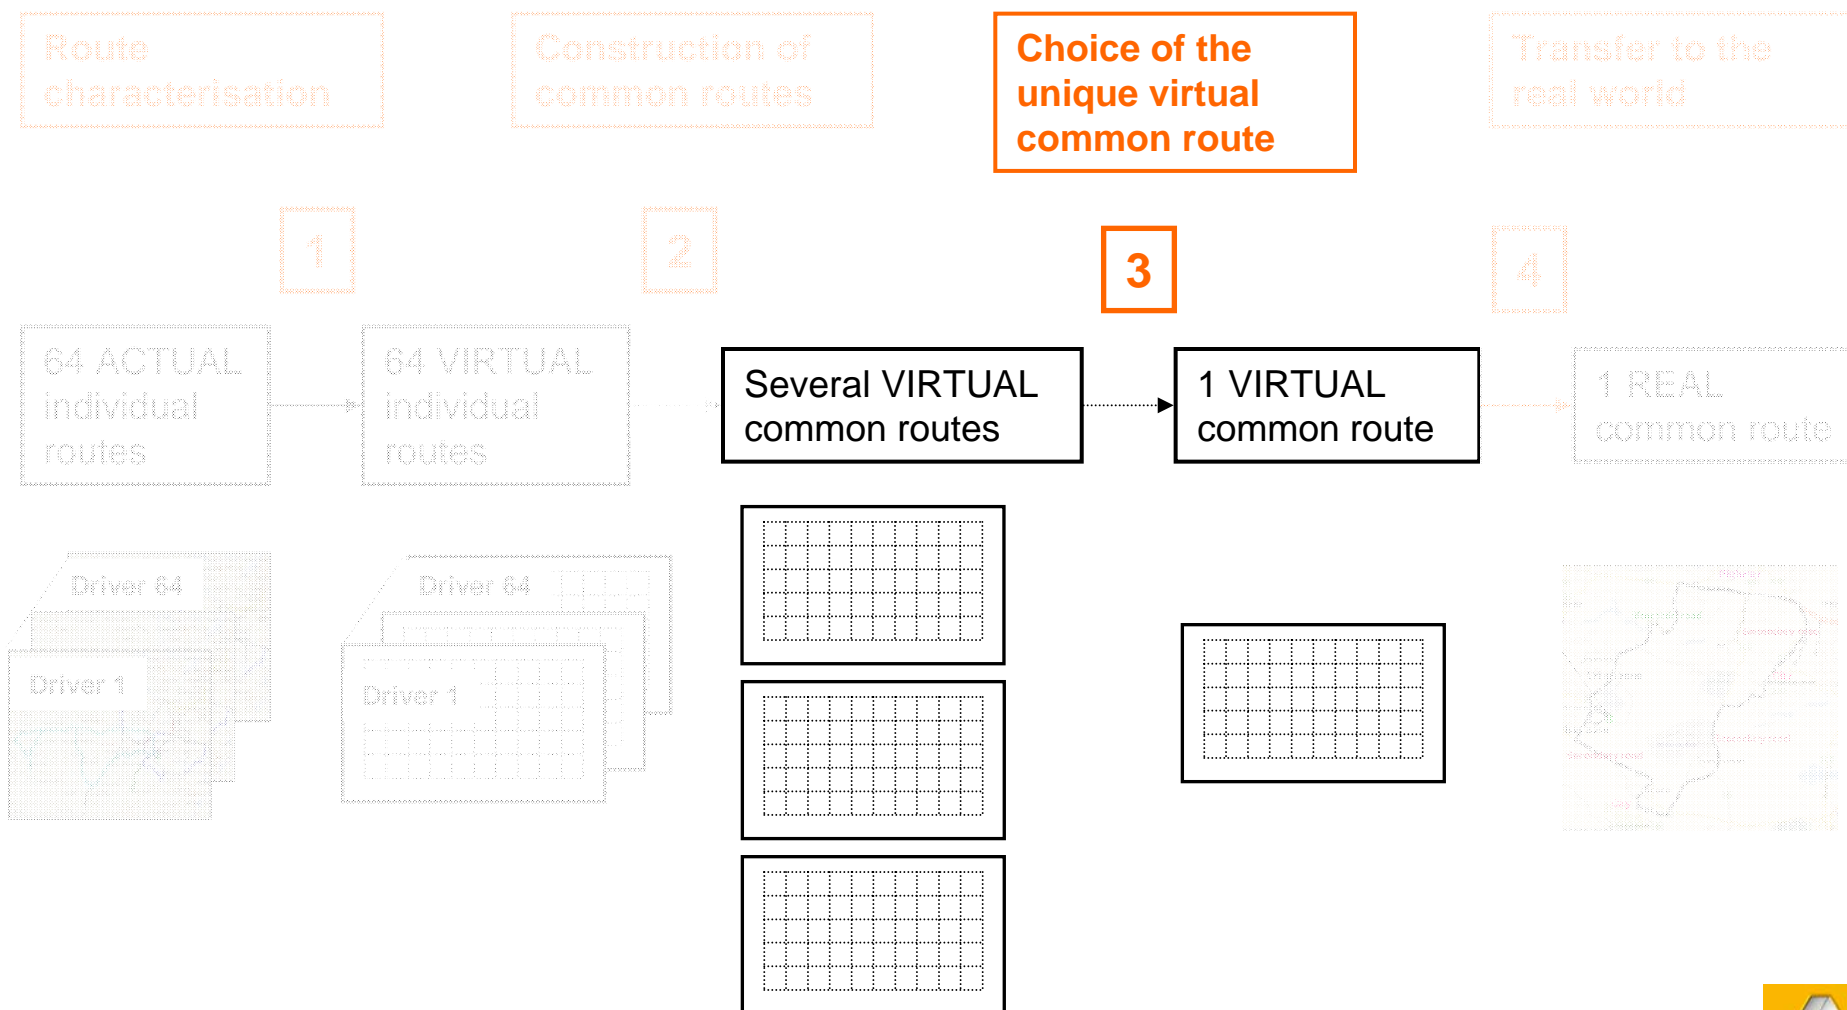 Route
characterisation
Construction of
common routes
Choice of the
unique virtual
common route
Transfer to the
real world
1
2
3
4
64 ACTUAL
individual
routes
64 VIRTUAL
individual
routes
Several VIRTUAL
common routes
1 VIRTUAL
common route
1 REAL
common route
Driver 64
Driver 1
Driver 64
Driver 1